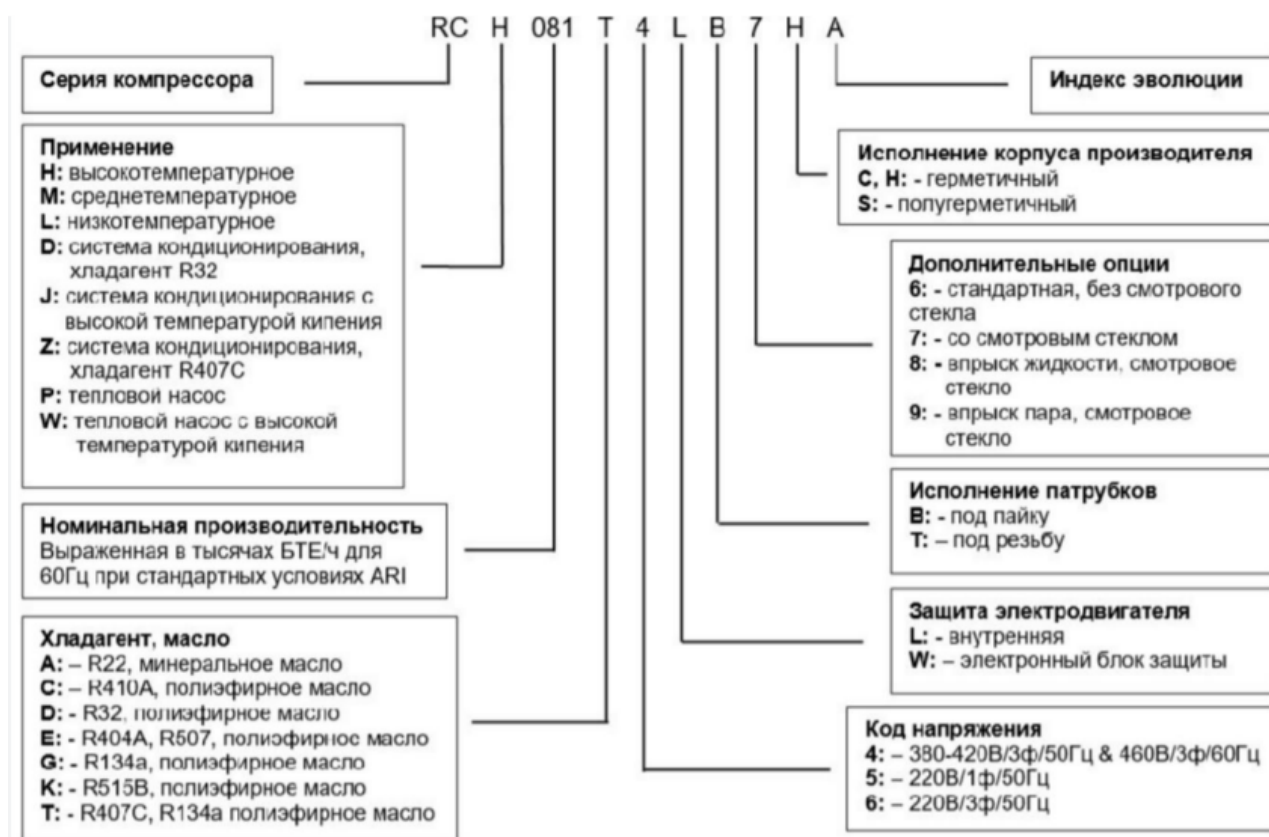 RC H 081 T 4 L B 7 H A
Серия компрессора
Применение
H: высокотемпературное
M: среднетемпературное
L: низкотемпературное
D: система кондиционирования,
хладагент R32
J: система кондиционирования с
высокой температурой кипения
Z: система кондиционирования,
хладагент R407C
P: тепловой насос
W: тепловой насос с высокой
температурой кипения
Номинальная производительность
Выраженная в тысячах БТЕ/ч для
60Гц при стандартных условиях ARI
Хладагент, масло
A: – R22, минеральное масло
C: – R410A, полиэфирное масло
D: - R32, полиэфирное масло
E: - R404A, R507, полиэфирное масло
G: - R134a, полиэфирное масло
K: - R515B, полиэфирное масло
T: - R407C, R134a полиэфирное масло
Индекс эволюции
Исполнение корпуса производителя
C, H: - герметичный
S: - полугерметичный
Дополнительные опции
6: - стандартная, без смотрового
стекла
7: - со смотровым стеклом
8: - впрыск жидкости, смотровое
стекло
9: - впрыск пара, смотровое
стекло
Исполнение патрубков
B: - под пайку
T: – под резьбу
Защита электродвигателя
L: - внутренняя
W: – электронный блок защиты
Код напряжения
4: – 380-420В/3ф/50Гц & 460В/3ф/60Гц
5: – 220В/1ф/50Гц
6: – 220В/3ф/50Гц